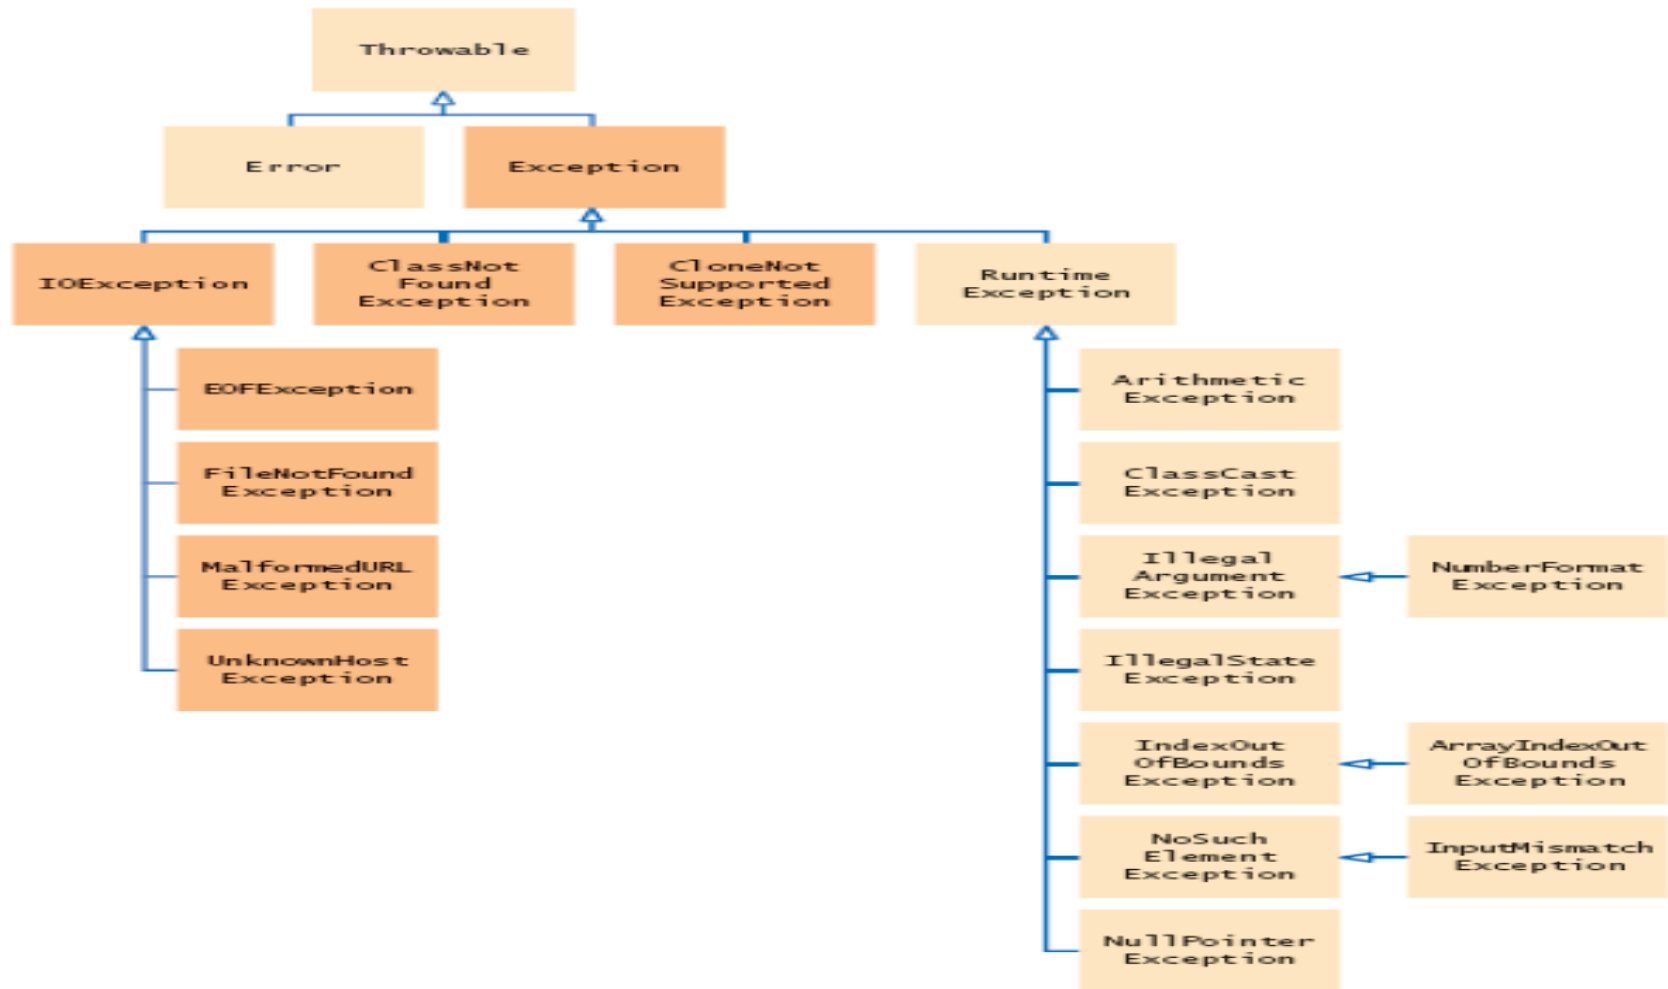 Throwable
Error
Exception
IOException
ClassNot
Found
Exception
CloneNot
Supported
Exception
Runtime
Exception
EOFException
FileNotFound
Exception
MalformedURL
Exception
UnknownHost
Exception
Arithmetic
Exception
ClassCast
Exception
Illegal
Argument
Exception
NumberFormat
Exception
IllegalState
Exception
IndexOut
OfBounds
Exception
ArrayIndexOut
OfBounds
Exception
NoSuch
Element
Exception
InputMismatch
Exception
NullPointer
Exception